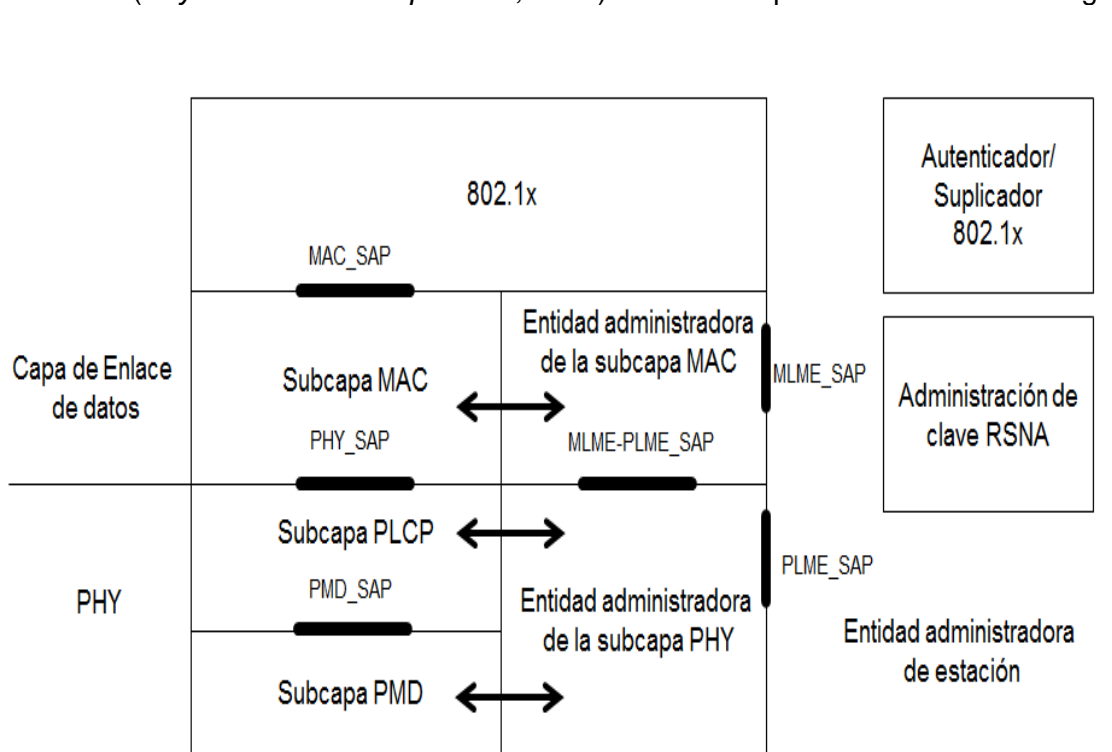 802.1x
Autenticador/
Suplicador
802.1x
MAC_SAP
Capa de Enlace
de datos
Subcapa MAC
Entidad administradora
de la subcapa MAC
MLME_SAP
Administración de
clave RSNA
PHY_SAP
MLME-PLME_SAP
Subcapa PLCP
PHY
PMD_SAP
Entidad administradora
de la subcapa PHY
PLME_SAP
Entidad administradora
de estación
Subcapa PMD